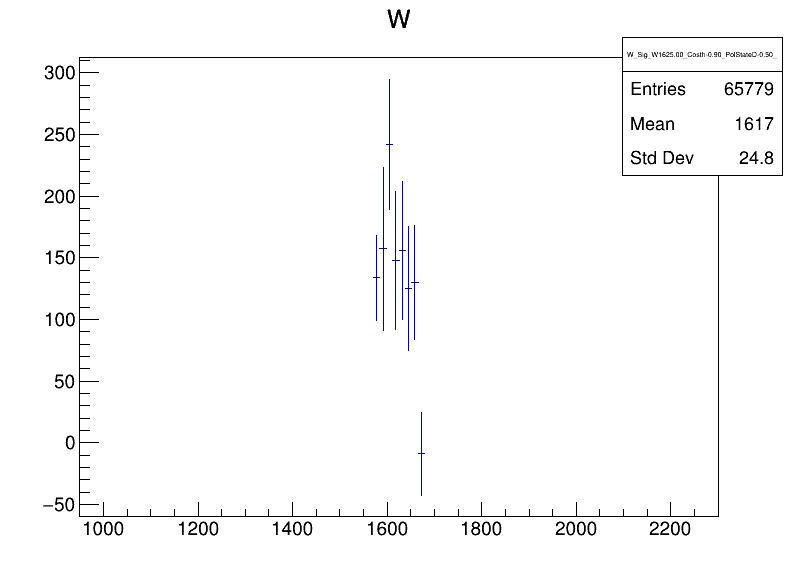 W
W_Sig_W1625.00_Costh-0.90_PolStateD-0.50_
Entries 65779
Mean 1617
Std Dev 24.8
300
250
200
150
100
50
0
−50
1000 1200 1400 1600 1800 2000 2200